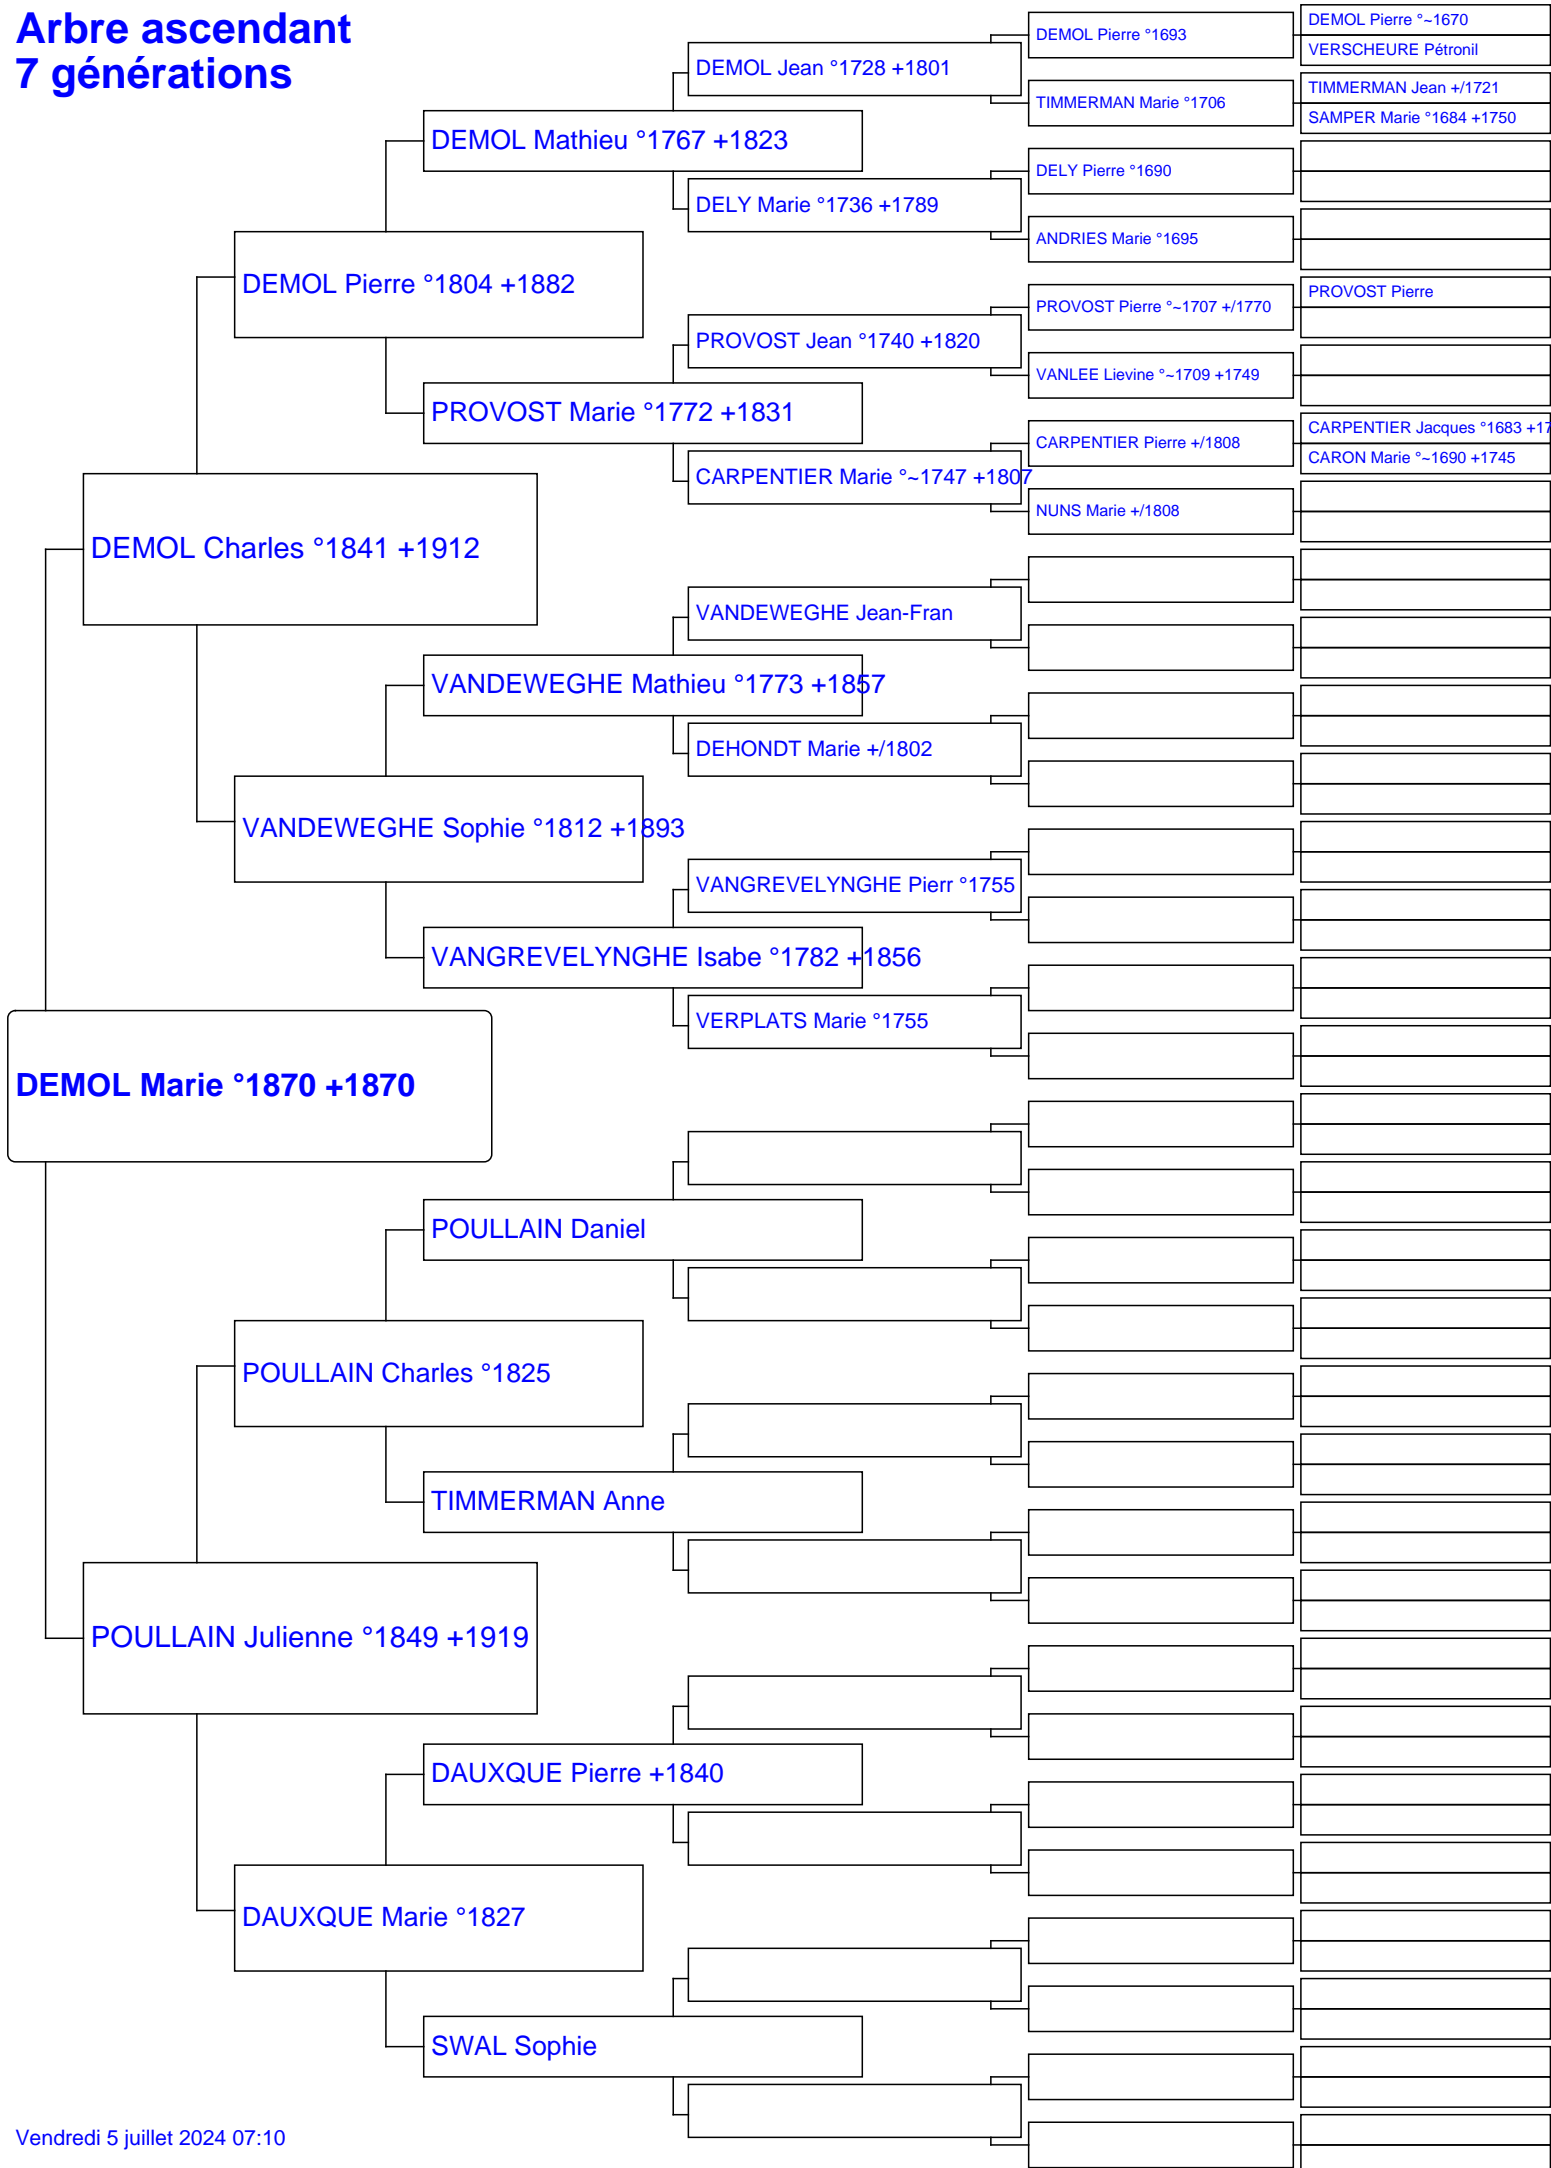 Arbre ascendant
7 générations
DEMOL Marie °1870 +1870
DEMOL Charles °1841 +1912
POULLAIN Julienne °1849 +1919
DEMOL Pierre °1804 +1882
VANDEWEGHE Sophie °1812 +1893
POULLAIN Charles °1825
DAUXQUE Marie °1827
DEMOL Mathieu °1767 +1823
PROVOST Marie °1772 +1831
VANDEWEGHE Mathieu °1773 +1857
VANGREVELYNGHE Isabe °1782 +1856
POULLAIN Daniel
TIMMERMAN Anne
DAUXQUE Pierre +1840
SWAL Sophie
DEMOL Jean °1728 +1801
DELY Marie °1736 +1789
PROVOST Jean °1740 +1820
CARPENTIER Marie °~1747 +1807
VANDEWEGHE Jean-Fran
DEHONDT Marie +/1802
VANGREVELYNGHE Pierr °1755
VERPLATS Marie °1755
DEMOL Pierre °1693
TIMMERMAN Marie °1706
DELY Pierre °1690
ANDRIES Marie °1695
PROVOST Pierre °~1707 +/1770
VANLEE Lievine °~1709 +1749
CARPENTIER Pierre +/1808
NUNS Marie +/1808
DEMOL Pierre °~1670
VERSCHEURE Pétronil
TIMMERMAN Jean +/1721
SAMPER Marie °1684 +1750
PROVOST Pierre
CARPENTIER Jacques °1683 +17
CARON Marie °~1690 +1745
Vendredi 5 juillet 2024 07:10